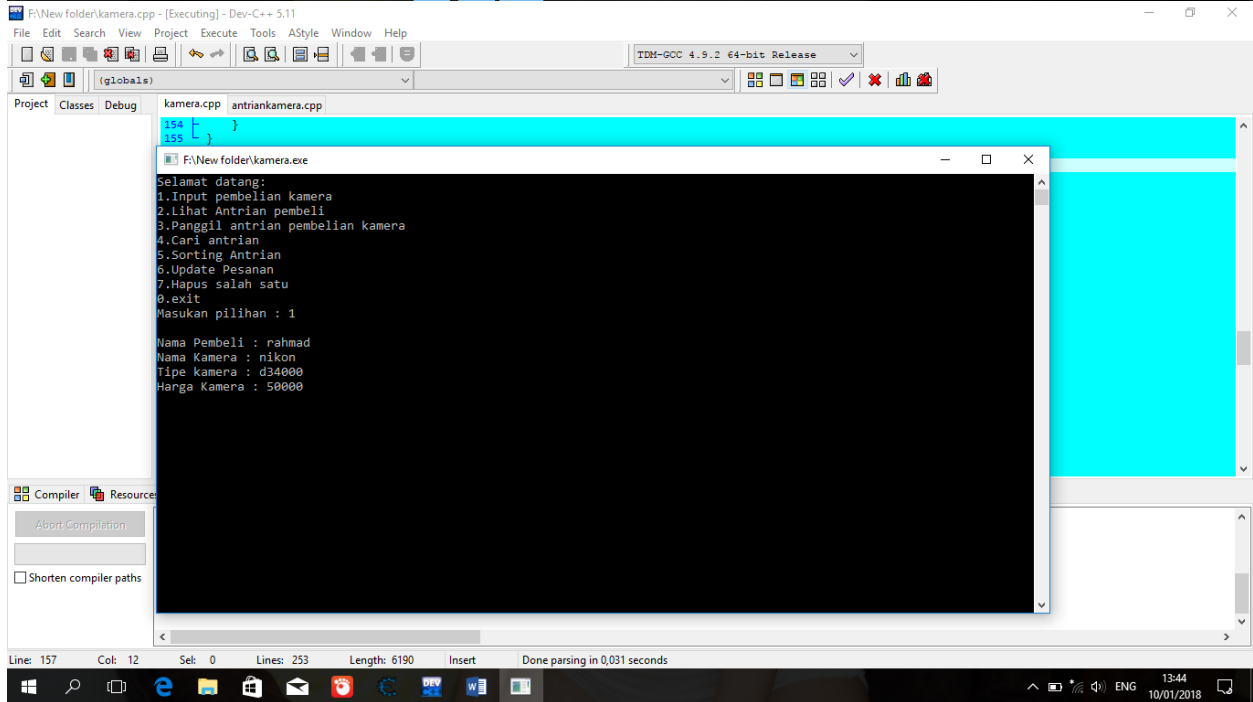 F:\New folder\kamera.cpp - [Executing] - Dev-C++ 5.11
File Edit Search View Project Execute Tools AStyle Window Help
TDM-GCC 4.9.2 64-bit Release
(globals)
Project Classes Debug kamera.cpp antriankamera.cpp
154 }
155 }
F:\New folder\kamera.exe
Selamat datang:
1.Input pembelian kamera
2.Lihat Antrian pembeli
3.Panggil antrian pembelian kamera
4.Cari antrian
5.Sorting Antrian
6.Update Pesanan
7.Hapus salah satu
0.exit
Masukan pilihan : 1
Nama Pembeli : rahmad
Nama Kamera : nikon
Tipe kamera : d34000
Harga Kamera : 50000
Compiler Resources
Abort Compilation
Shorten compiler paths
Line: 157 Col: 12 Sel: 0 Lines: 253 Length: 6190 Insert Done parsing in 0,031 seconds
DEV
ENG
13:44
10/01/2018